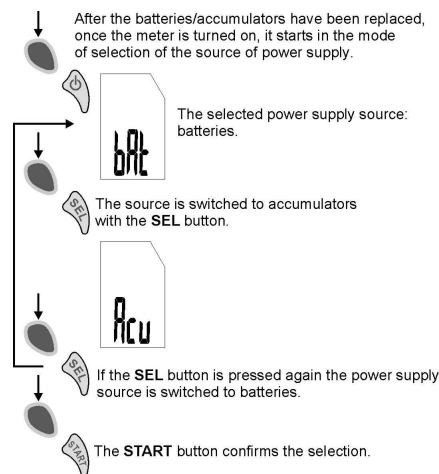 After the batteries/accumulators have been replaced,
once the meter is turned on, it starts in the mode
of selection of the source of power supply.
bAt
The selected power supply source:
batteries.
SEL
The source is switched to accumulators
with the SEL button.
Acu
SEL
If the SEL button is pressed again the power supply
source is switched to batteries.
START
The START button confirms the selection.